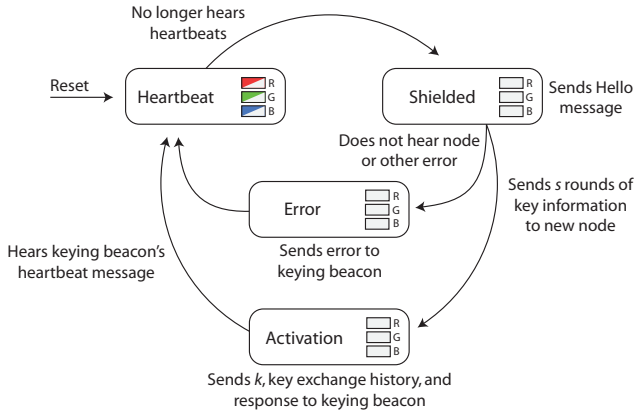 No longer hears
heartbeats
Reset
Heartbeat
R
G
B
Shielded
R
G
B
Sends Hello
message
Does not hear node
or other error
Error
R
G
B
Sends s rounds of
key information
to new node
Sends error to
keying beacon
Hears keying beacon's
heartbeat message
Activation
R
G
B
Sends k, key exchange history, and
response to keying beacon